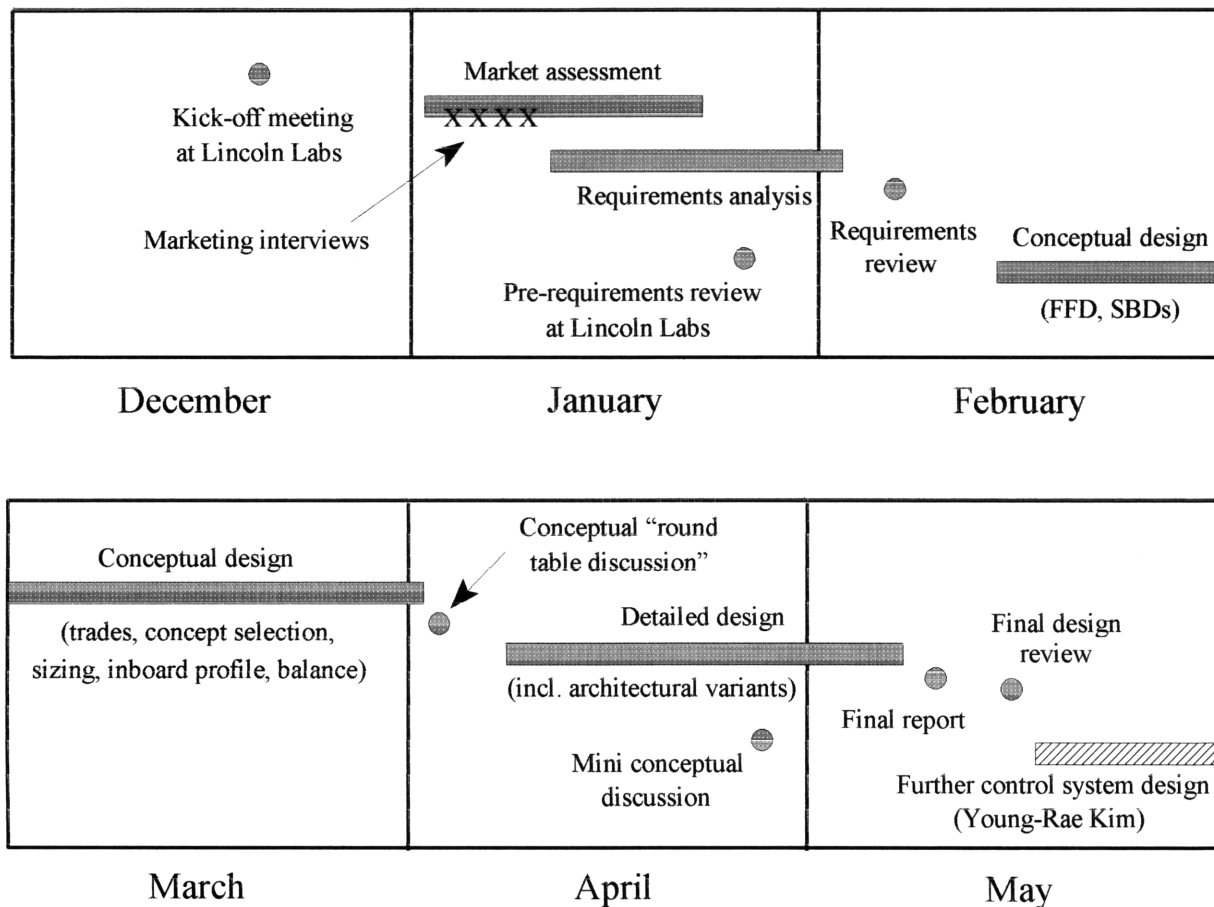 Market assessment
Kick-off meeting
at Lincoln Labs
X X X X
Requirements analysis
Marketing interviews
Requirements
review
Conceptual design
Pre-requirements review
at Lincoln Labs
(FFD, SBDs)
December
January
February
Conceptual “round
table discussion”
Conceptual design
(trades, concept selection,
sizing, inboard profile, balance)
Detailed design
(incl. architectural variants)
Final design
review
Final report
Mini conceptual
discussion
Further control system design
(Young-Rae Kim)
March
April
May